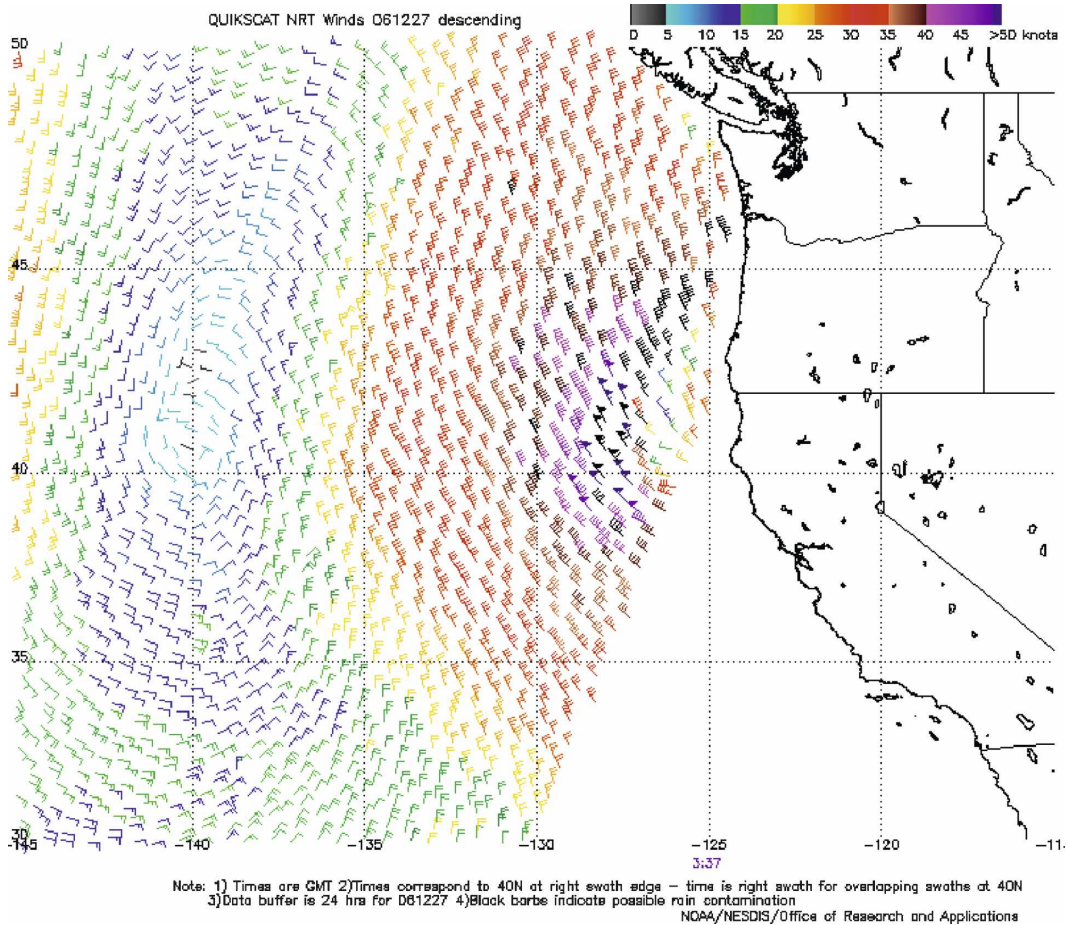 QUIKSCAT NRT Winds 061227 descending
0 5 10 15 20 25 30 35 40 45 >50 knots
50
45
40
35
30
-145 -140 -135 -130 -125 -120 -11
3:37
Note: 1) Times are GMT 2)Times correspond to 40N at right swath edge - time is right swath for overlapping swaths at 40N
3)Data buffer is 24 hrs for 061227 4)Black barbs indicate possible rain contamination
NOAA/NESDIS/Office of Research and Applications